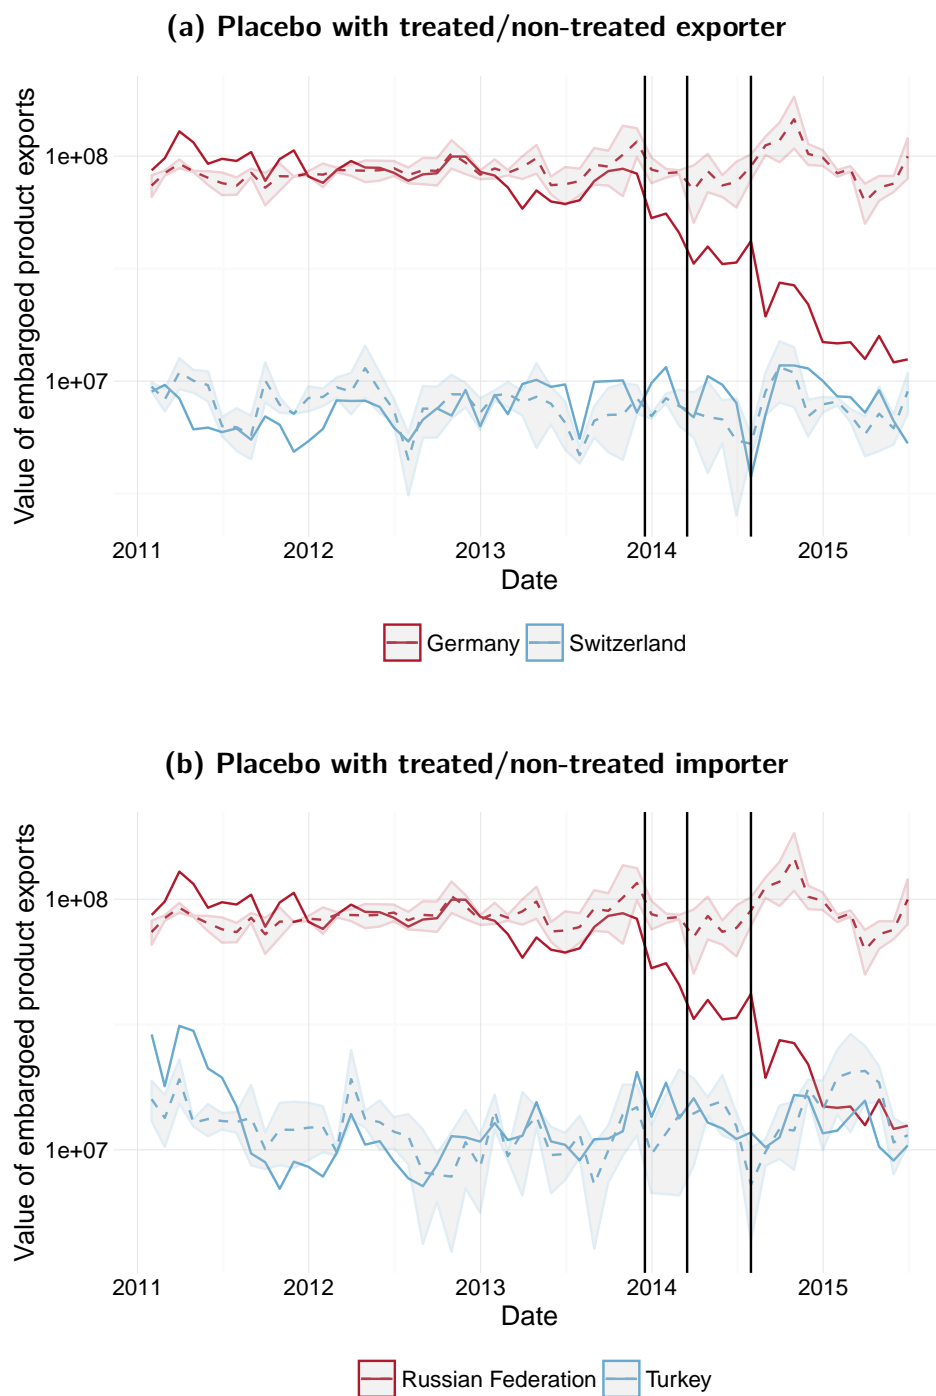 (a) Placebo with treated/non-treated exporter
Value of embargoed product exports
1e+08
1e+07
2011 2012 2013 2014 2015
Date
Germany Switzerland
(b) Placebo with treated/non-treated importer
Value of embargoed product exports
1e+08
1e+07
2011 2012 2013 2014 2015
Date
Russian Federation Turkey